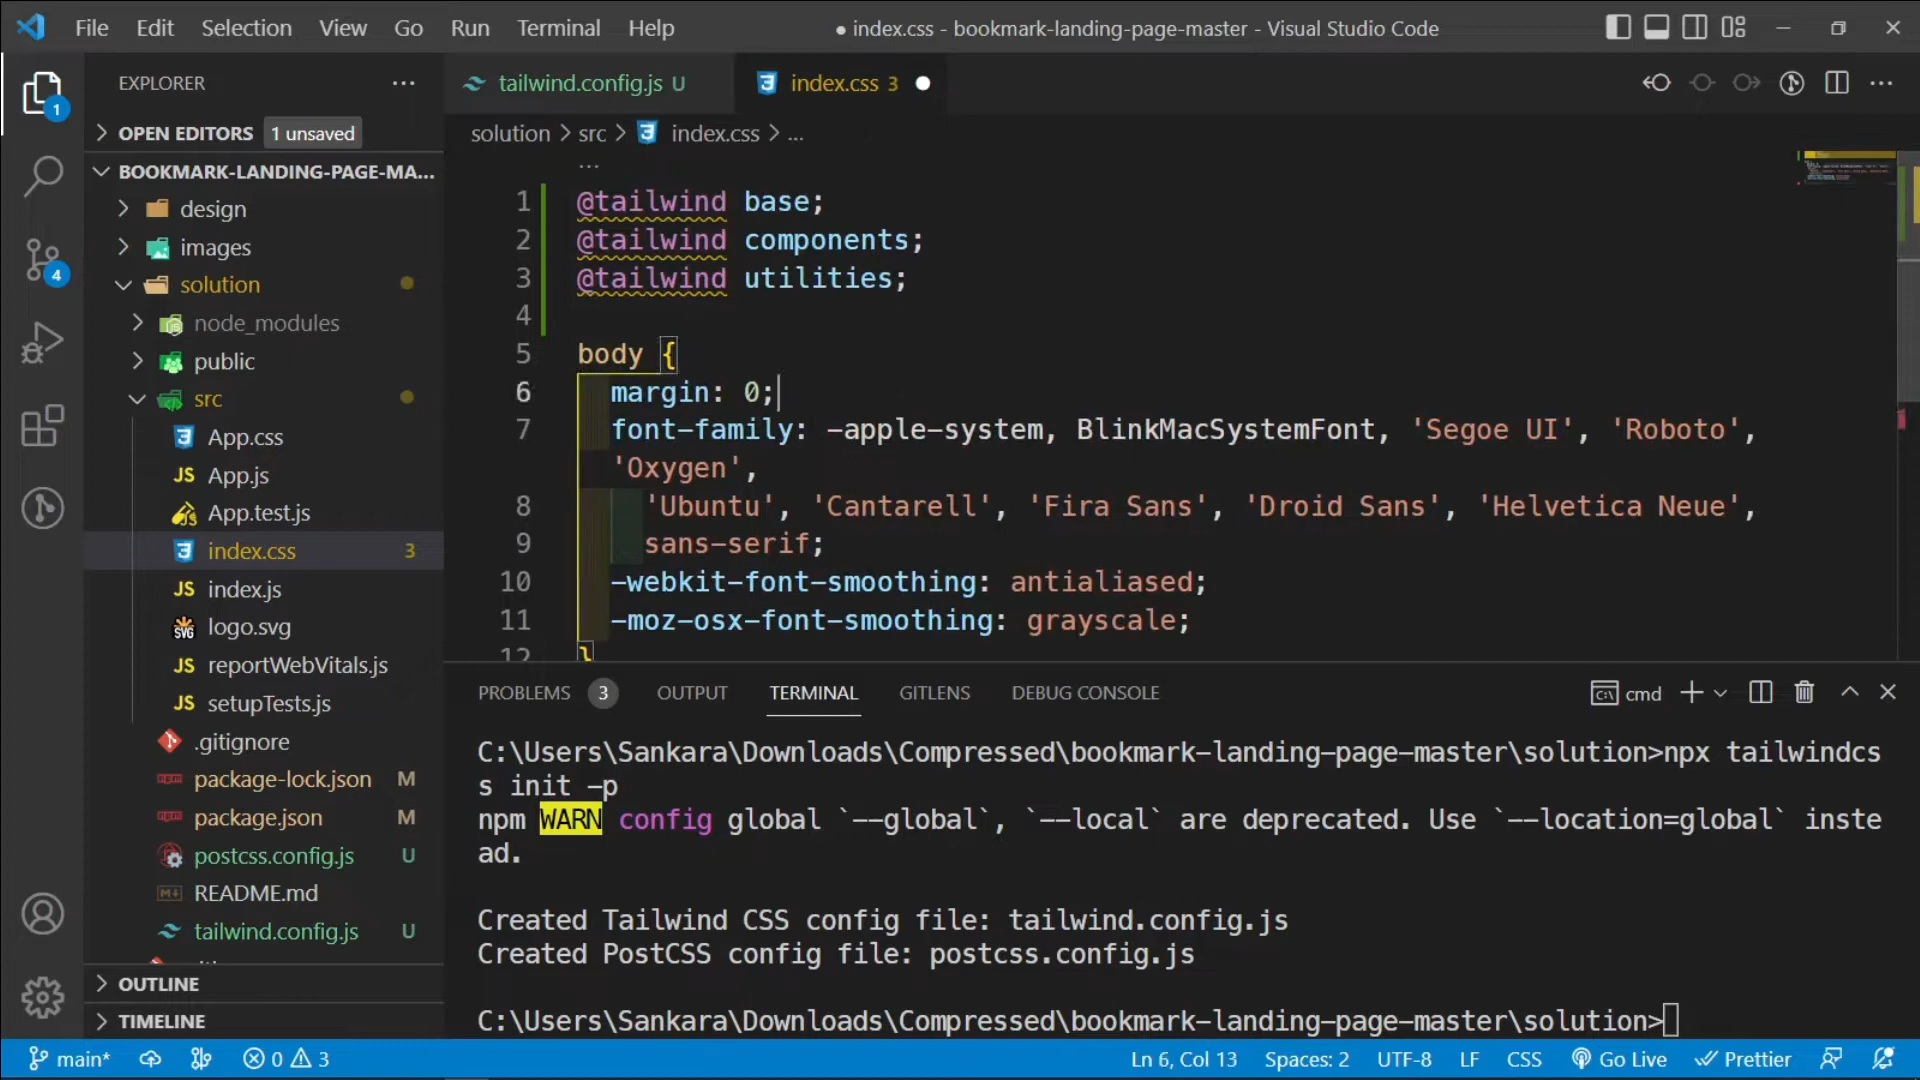 File Edit Selection View Go Run Terminal Help
● index.css - bookmark-landing-page-master - Visual Studio Code
EXPLORER ...
OPEN EDITORS 1 unsaved
BOOKMARK-LANDING-PAGE-MA...
design
images
solution
node_modules
public
src
App.css
JS App.js
App.test.js
index.css 3
JS index.js
SVG logo.svg
JS reportWebVitals.js
JS setupTests.js
.gitignore
package-lock.json M
package.json M
postcss.config.js U
README.md
tailwind.config.js U
OUTLINE
TIMELINE
1
4
tailwind.config.js U
index.css 3 ●
solution > src > index.css > ...
...
1 @tailwind base;
2 @tailwind components;
3 @tailwind utilities;
4
5 body {
6 margin: 0;
7 font-family: -apple-system, BlinkMacSystemFont, 'Segoe UI', 'Roboto',
'Oxygen',
8 'Ubuntu', 'Cantarell', 'Fira Sans', 'Droid Sans', 'Helvetica Neue',
9 sans-serif;
10 -webkit-font-smoothing: antialiased;
11 -moz-osx-font-smoothing: grayscale;
12 }
PROBLEMS 3 OUTPUT TERMINAL GITLENS DEBUG CONSOLE
cmd
C:\Users\Sankara\Downloads\Compressed\bookmark-landing-page-master\solution>npx tailwindcs
s init -p
npm WARN config global `--global`, `--local` are deprecated. Use `--location=global` inste
ad.
Created Tailwind CSS config file: tailwind.config.js
Created PostCSS config file: postcss.config.js
C:\Users\Sankara\Downloads\Compressed\bookmark-landing-page-master\solution>
main* 0 3
Ln 6, Col 13 Spaces: 2 UTF-8 LF CSS Go Live Prettier